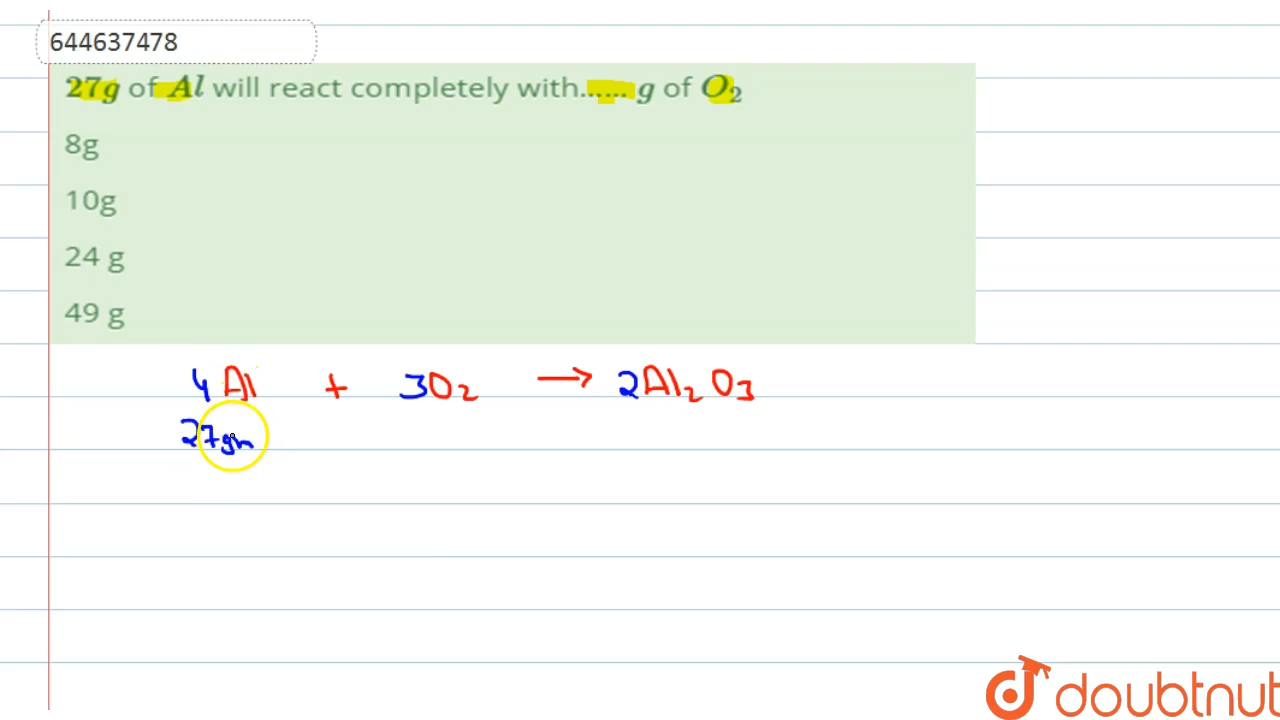 644637478
27g of Al will react completely with...... g of O₂
8g
10g
24 g
49 g
4Al + 3O₂ → 2Al₂O₃
27gm
doubtnut